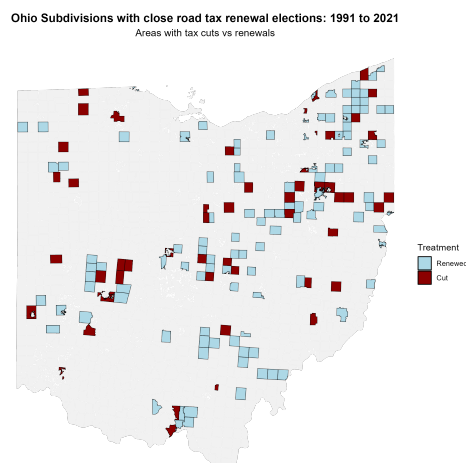 Ohio Subdivisions with close road tax renewal elections: 1991 to 2021
Areas with tax cuts vs renewals
Treatment
Renewed
Cut